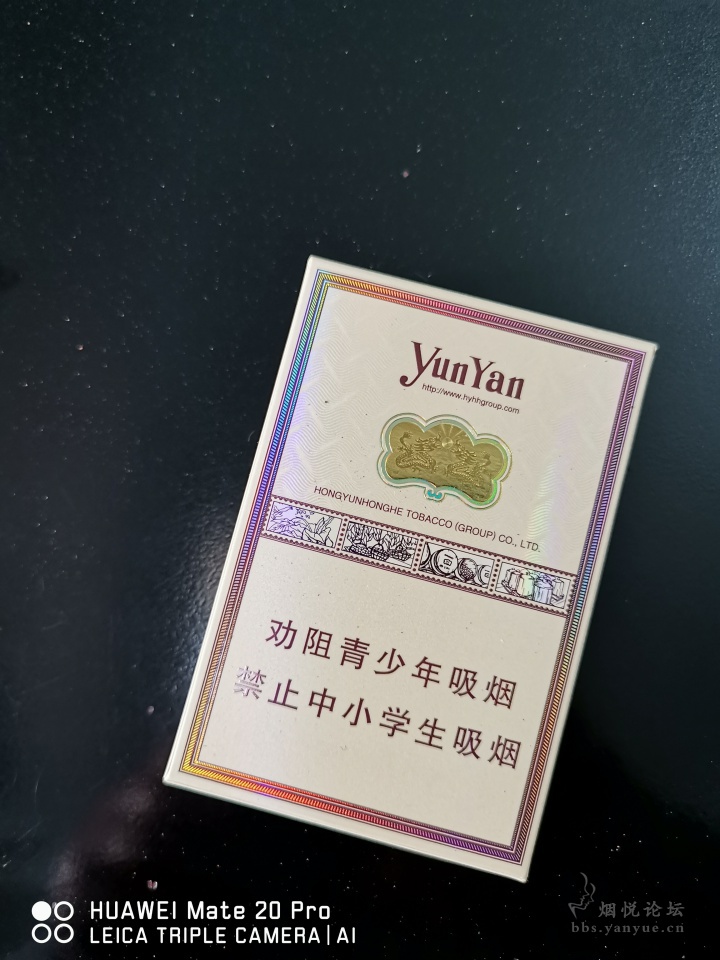 YunYan
http://www.hyhhgroup.com
HONGYUNHONGHE TOBACCO (GROUP) CO., LTD.
劝阻青少年吸烟
禁止中小学生吸烟
HUAWEI Mate 20 Pro
LEICA TRIPLE CAMERA | AI
烟悦论坛
bbs.yanyue.cn